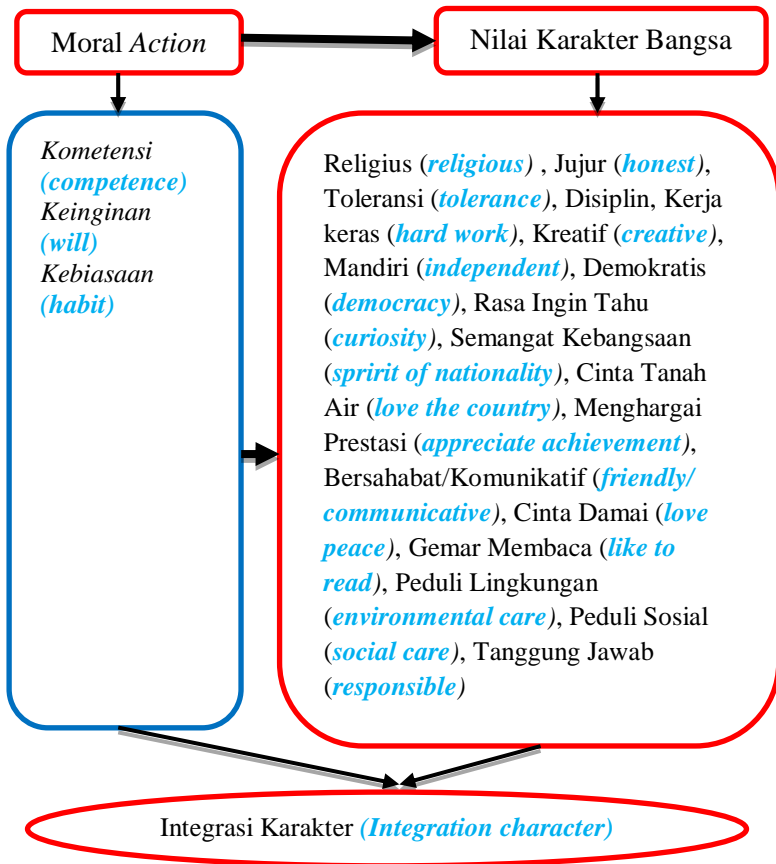 Moral Action
Nilai Karakter Bangsa
Kometensi
(competence)
Keinginan
(will)
Kebiasaan
(habit)
Religius (religious) , Jujur (honest),
Toleransi (tolerance), Disiplin, Kerja
keras (hard work), Kreatif (creative),
Mandiri (independent), Demokratis
(democracy), Rasa Ingin Tahu
(curiosity), Semangat Kebangsaan
(spririt of nationality), Cinta Tanah
Air (love the country), Menghargai
Prestasi (appreciate achievement),
Bersahabat/Komunikatif (friendly/
communicative), Cinta Damai (love
peace), Gemar Membaca (like to
read), Peduli Lingkungan
(environmental care), Peduli Sosial
(social care), Tanggung Jawab
(responsible)
Integrasi Karakter (Integration character)